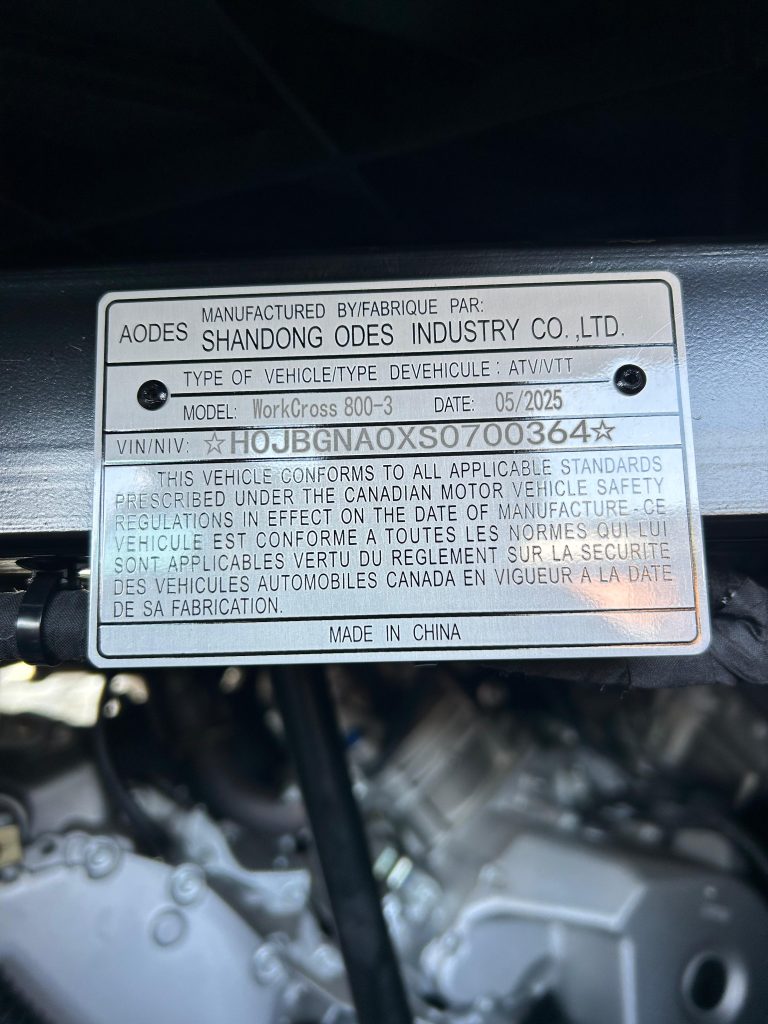 AODES
MANUFACTURED BY/FABRIQUE PAR:
SHANDONG ODES INDUSTRY CO.,LTD.
TYPE OF VEHICLE/TYPE DEVEHICULE: ATV/VTT
MODEL: WorkCross 800-3 DATE: 05/2025
VIN/NIV: ☆H0JBGNA0XS0700364☆
THIS VEHICLE CONFORMS TO ALL APPLICABLE STANDARDS
PRESCRIBED UNDER THE CANADIAN MOTOR VEHICLE SAFETY
REGULATIONS IN EFFECT ON THE DATE OF MANUFACTURE-CE
VEHICULE EST CONFORME A TOUTES LES NORMES QUI LUI
SONT APPLICABLES VERTU DU REGLEMENT SUR LA SECURITE
DES VEHICULES AUTOMOBILES CANADA EN VIGUEUR A LA DATE
DE SA FABRICATION.
MADE IN CHINA